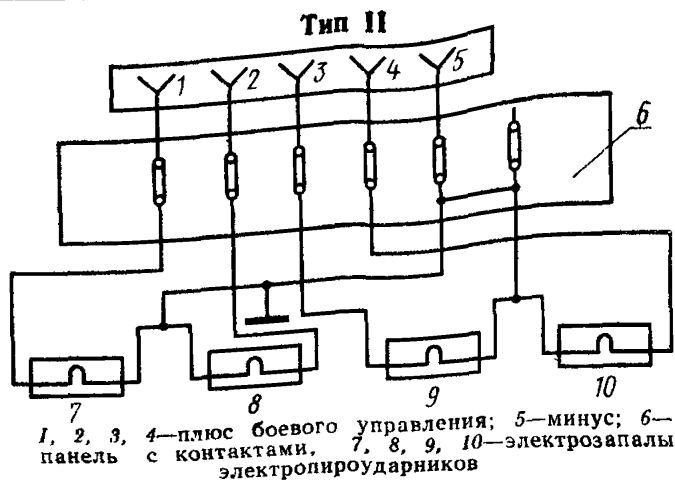 Тип II
1 2 3 4 5
6
7 8 9 10
1, 2, 3, 4—плюс боевого управления; 5—минус; 6—
панель с контактами, 7, 8, 9, 10—электрозапалы
электропироударников